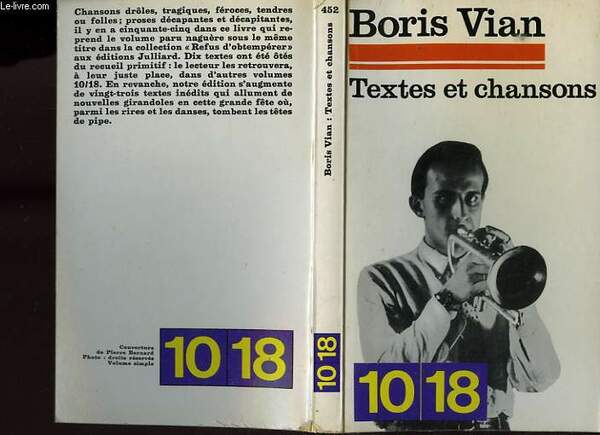 Le-livre.com
Chansons drôles, tragiques, féroces, tendres
ou folles ; proses décapantes et décapitantes,
il y en a cinquante-cinq dans ce livre qui re-
prend le volume paru naguère sous le même
titre dans la collection « Refus d'obtempérer »
aux éditions Julliard. Dix textes ont été ôtés
du recueil primitif : le lecteur les retrouvera,
à leur juste place, dans d'autres volumes
10/18. En revanche, notre édition s'augmente
de vingt-trois textes inédits qui allument de
nouvelles girandoles en cette grande fête où,
parmi les rires et les danses, tombent les têtes
de pipe.
Couverture
de Pierre Bernard
Photo : droits réservés
Volume simple
10 18
452
Boris Vian : Textes et chansons
10 18
Boris Vian
Textes et chansons
10 18